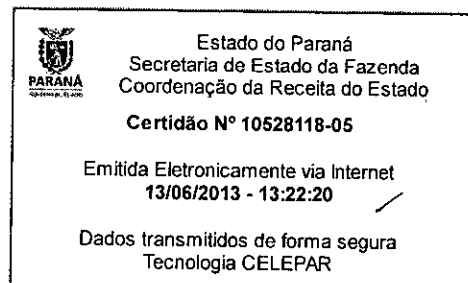 Estado do Paraná
Secretaria de Estado da Fazenda
Coordenação da Receita do Estado
PARANÁ
Certidão Nº 10528118-05
Emitida Eletronicamente via Internet
13/06/2013 - 13:22:20
Dados transmitidos de forma segura
Tecnologia CELEPAR